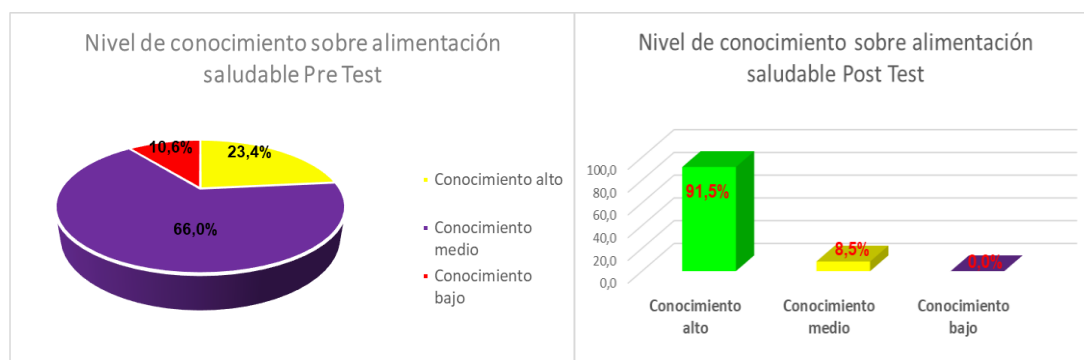 Nivel de conocimiento sobre alimentación
saludable Pre Test
10,6%
23,4%
66,0%
Conocimiento alto
Conocimiento
medio
Conocimiento
bajo
Nivel de conocimiento sobre alimentación
saludable Post Test
100,0
80,0
60,0
40,0
20,0
0,0
91,5%
8,5%
0,0%
Conocimiento
alto
Conocimiento
medio
Conocimiento
bajo